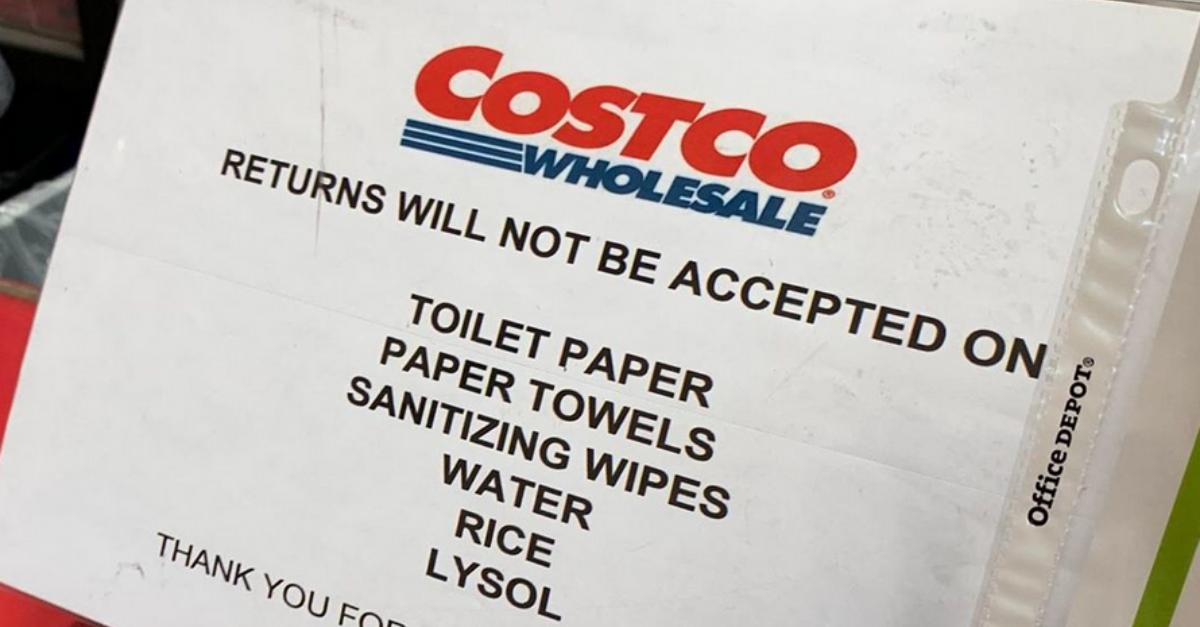 COSTCO
WHOLESALE
RETURNS WILL NOT BE ACCEPTED ON
TOILET PAPER
PAPER TOWELS
SANITIZING WIPES
WATER
RICE
LYSOL
THANK YOU FOR
Office DEPOT®